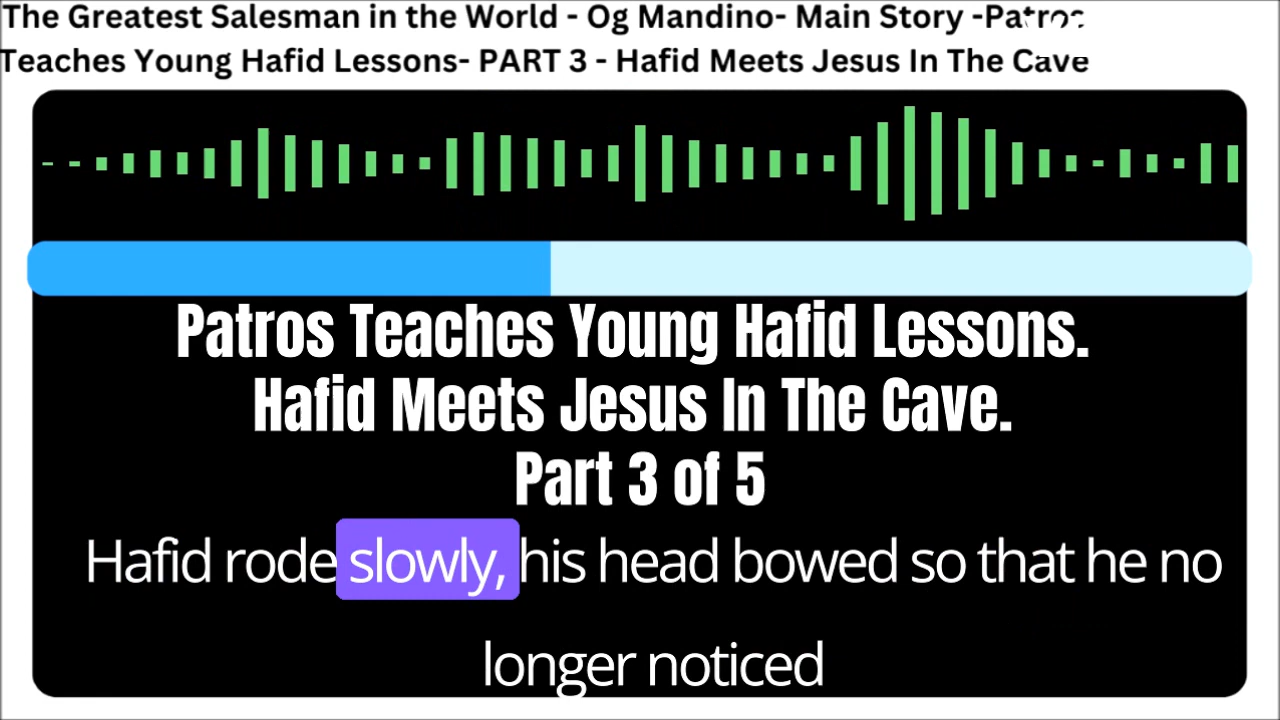 The Greatest Salesman in the World - Og Mandino- Main Story -Patros
Teaches Young Hafid Lessons- PART 3 - Hafid Meets Jesus In The Cave
Patros Teaches Young Hafid Lessons.
Hafid Meets Jesus In The Cave.
Part 3 of 5
Hafid rode slowly, his head bowed so that he no
longer noticed